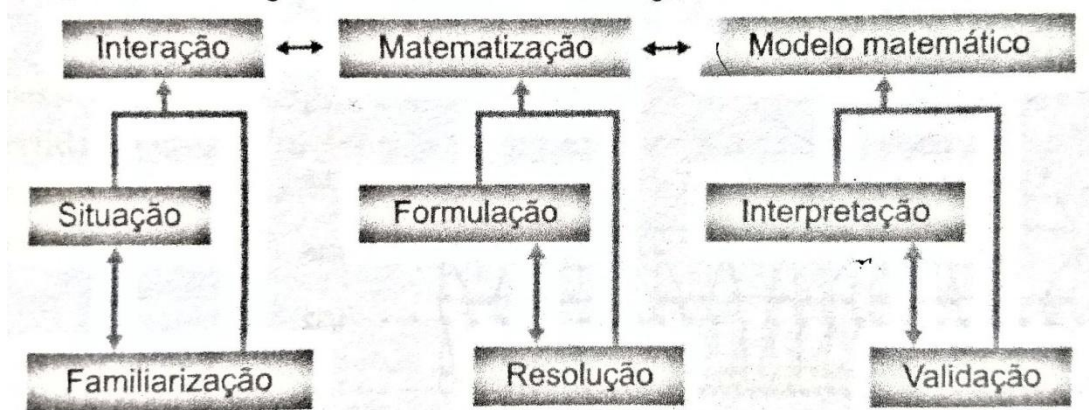 Interação Matematização Modelo matemático
Situação Formulação Interpretação
Familiarização Resolução Validação